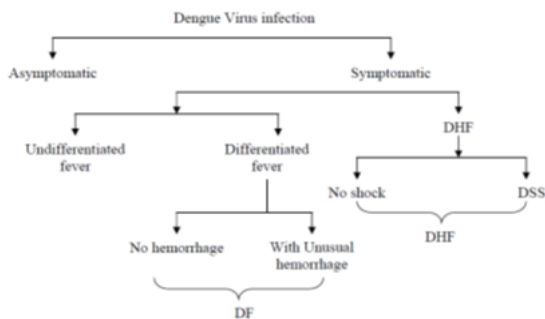 Dengue Virus infection
Asymptomatic
Symptomatic
Undifferentiated
fever
Differentiated
fever
DHF
No shock
DSS
DHF
No hemorrhage
With Unusual
hemorrhage
DF